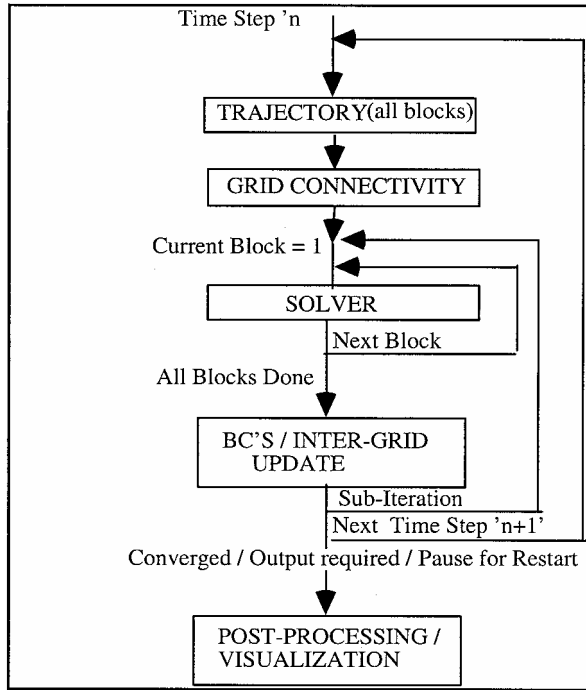 Time Step 'n
TRAJECTORY(all blocks)
GRID CONNECTIVITY
Current Block = 1
SOLVER
Next Block
All Blocks Done
BC'S / INTER-GRID
UPDATE
Sub-Iteration
Next Time Step 'n+1'
Converged / Output required / Pause for Restart
POST-PROCESSING /
VISUALIZATION